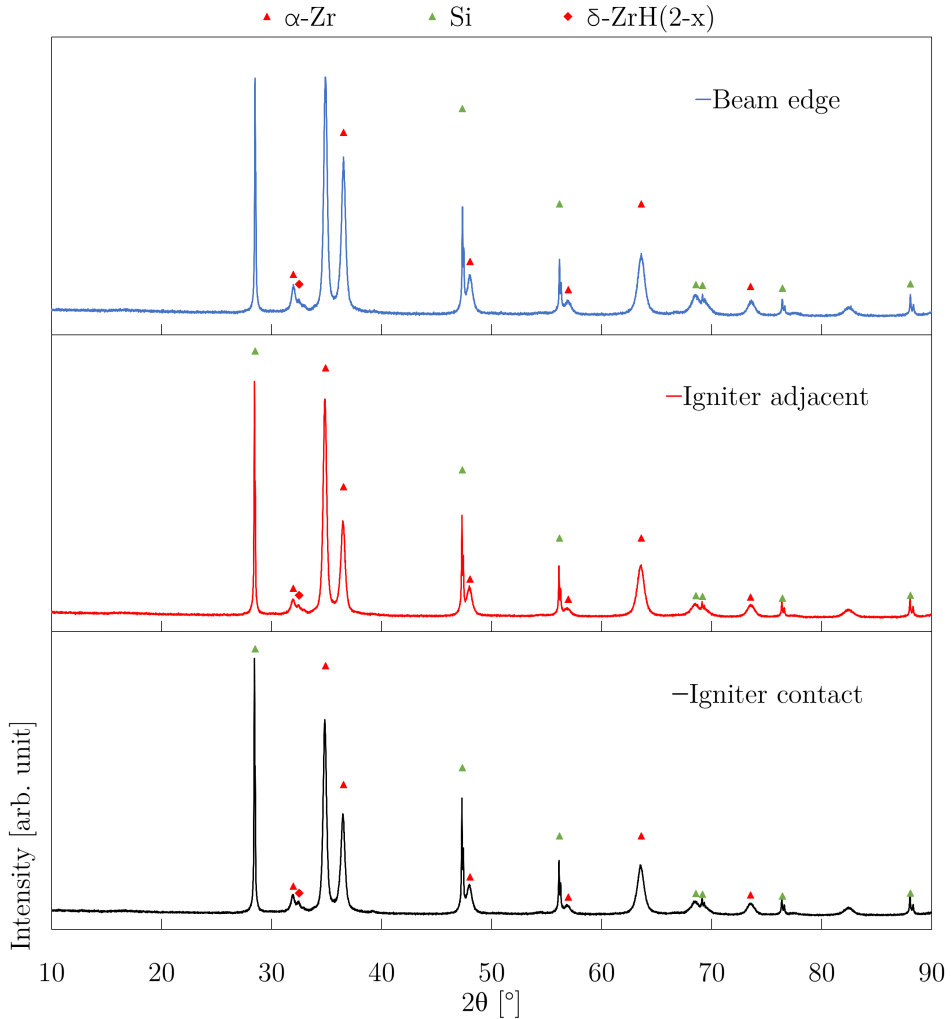 α-Zr Si δ-ZrH(2-x)
Beam edge
Igniter adjacent
Igniter contact
Intensity [arb. unit]
10 20 30 40 50 60 70 80 90
2θ [°]